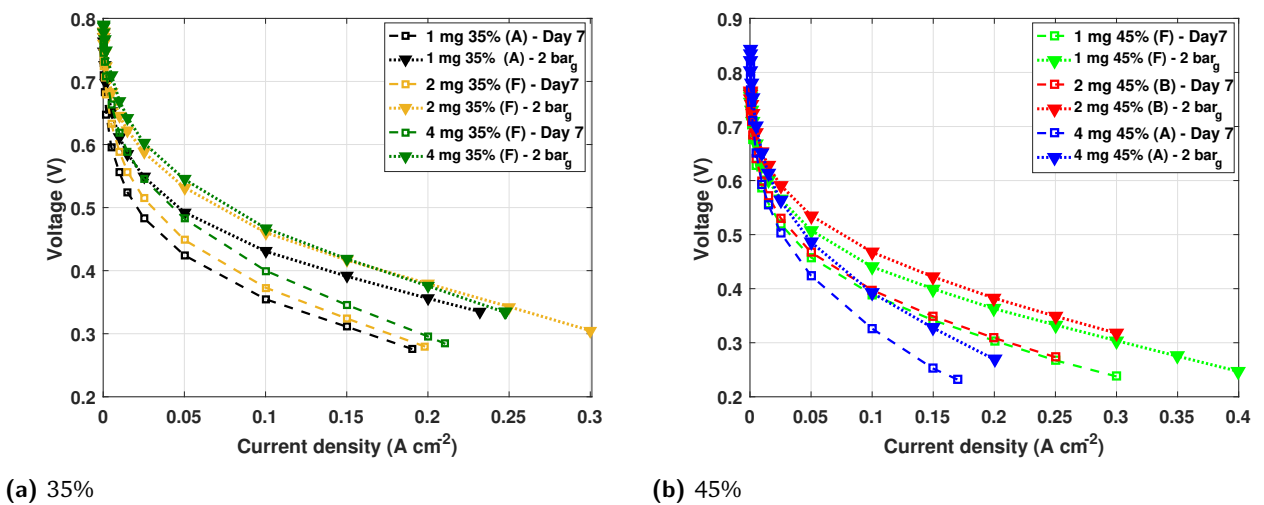 0.8
0.7
0.6
0.5
0.4
0.3
0.2
Voltage (V)
0
0.05
0.1
0.15
0.2
0.25
0.3
Current density (A cm-2)
1 mg 35% (A) - Day 7
1 mg 35%  (A) - 2 barg
2 mg 35% (F) - Day7
2 mg 35% (F) - 2 barg
4 mg 35% (F) - Day 7
4 mg 35% (F) - 2 barg
(a) 35%
0.9
0.8
0.7
0.6
0.5
0.4
0.3
0.2
Voltage (V)
0
0.05
0.1
0.15
0.2
0.25
0.3
0.35
0.4
Current density (A cm-2)
1 mg 45% (F) - Day7
1 mg 45% (F) - 2 barg
2 mg 45% (B) - Day 7
2 mg 45% (B) - 2 barg
4 mg 45% (A) - Day 7
4 mg 45% (A) - 2 barg
(b) 45%